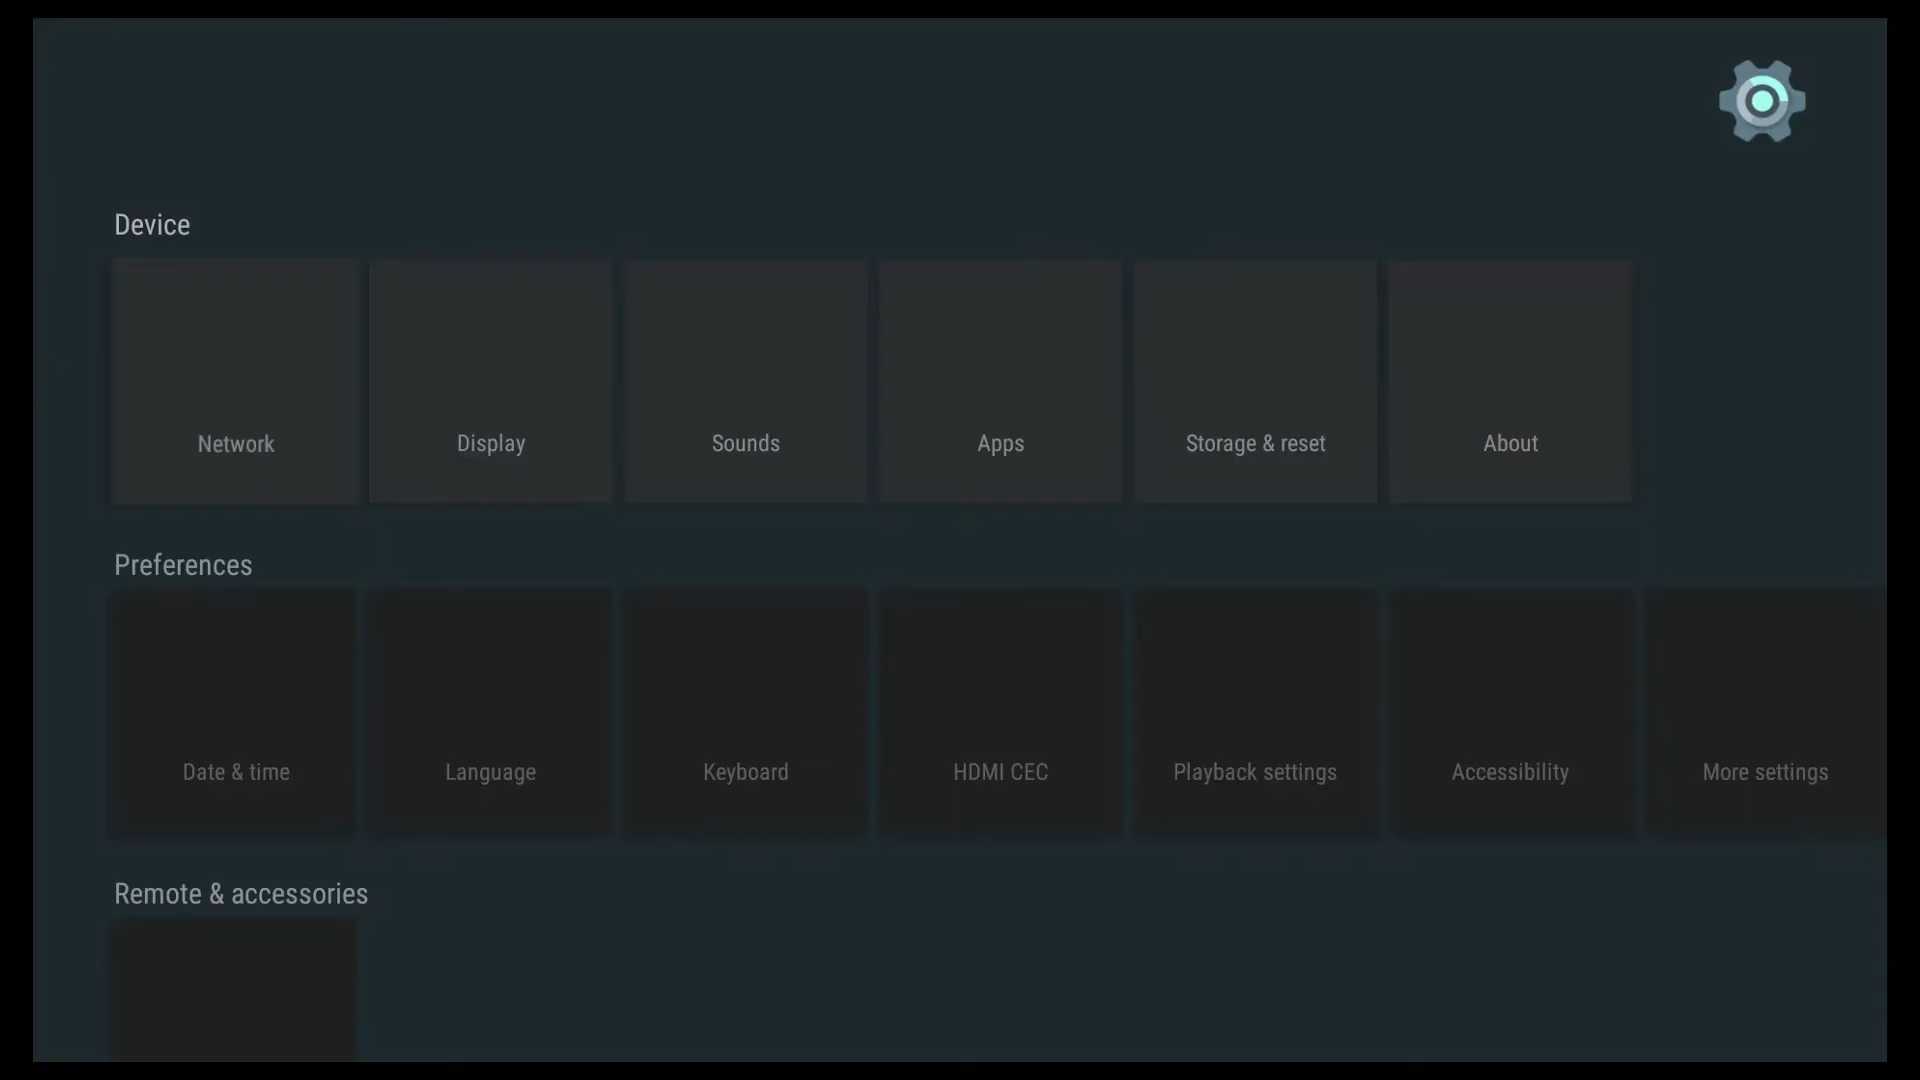 Device
Network
Display
Sounds
Apps
Storage & reset
About
Preferences
Date & time
Language
Keyboard
HDMI CEC
Playback settings
Accessibility
More settings
Remote & accessories